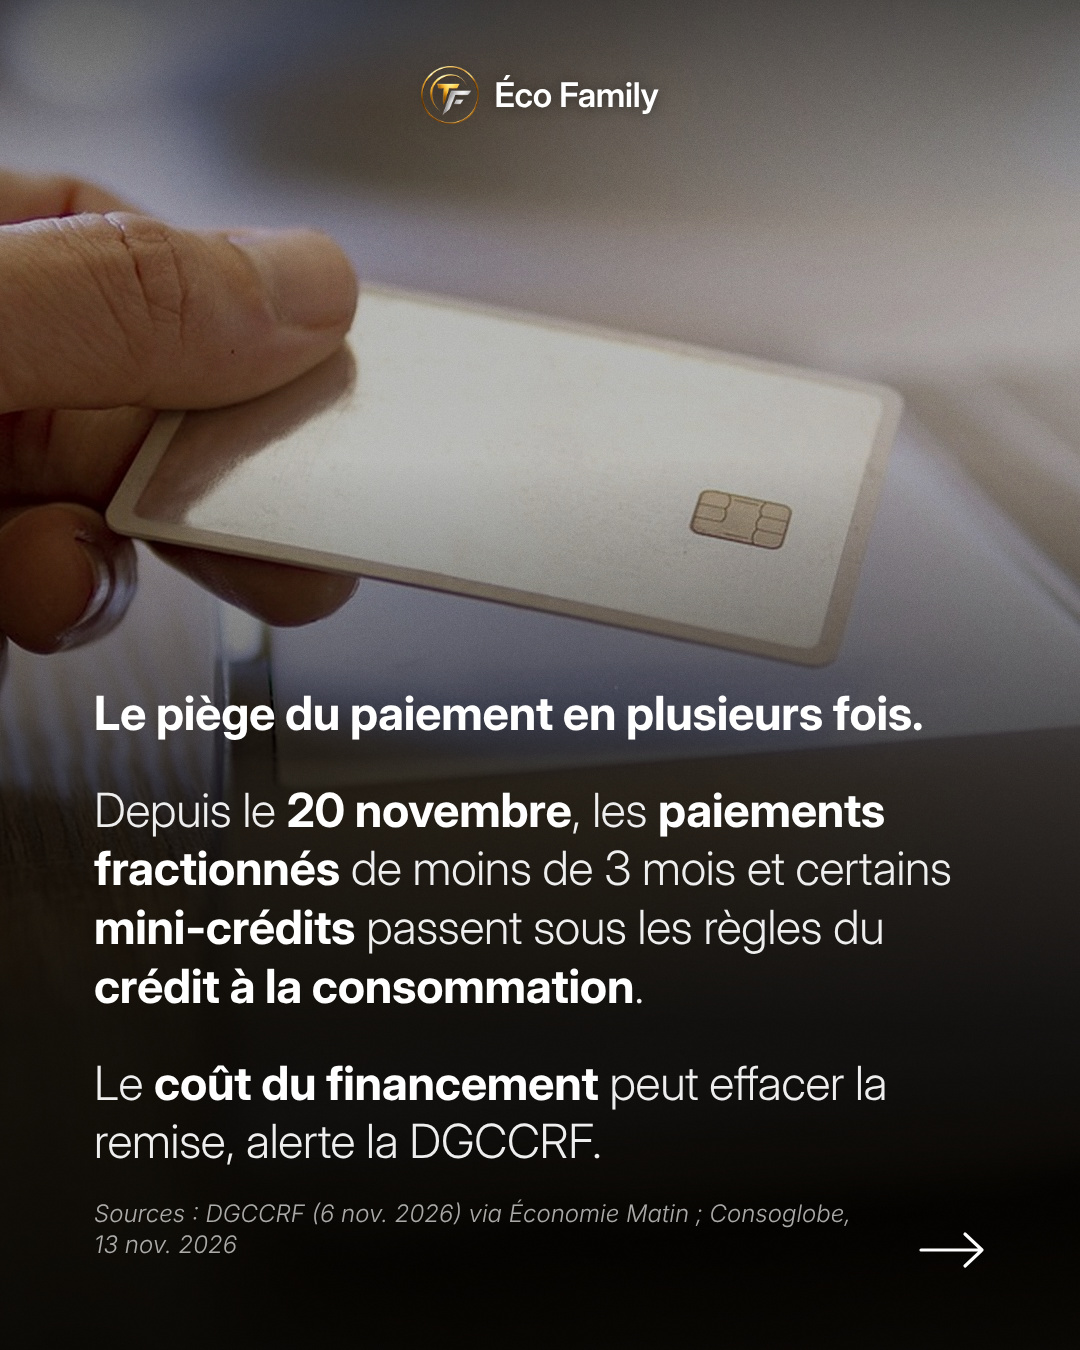 TF Éco Family
Le piège du paiement en plusieurs fois.
Depuis le 20 novembre, les paiements
fractionnés de moins de 3 mois et certains
mini-crédits passent sous les règles du
crédit à la consommation.
Le coût du financement peut effacer la
remise, alerte la DGCCRF.
Sources : DGCCRF (6 nov. 2026) via Économie Matin ; Consoglobe,
13 nov. 2026